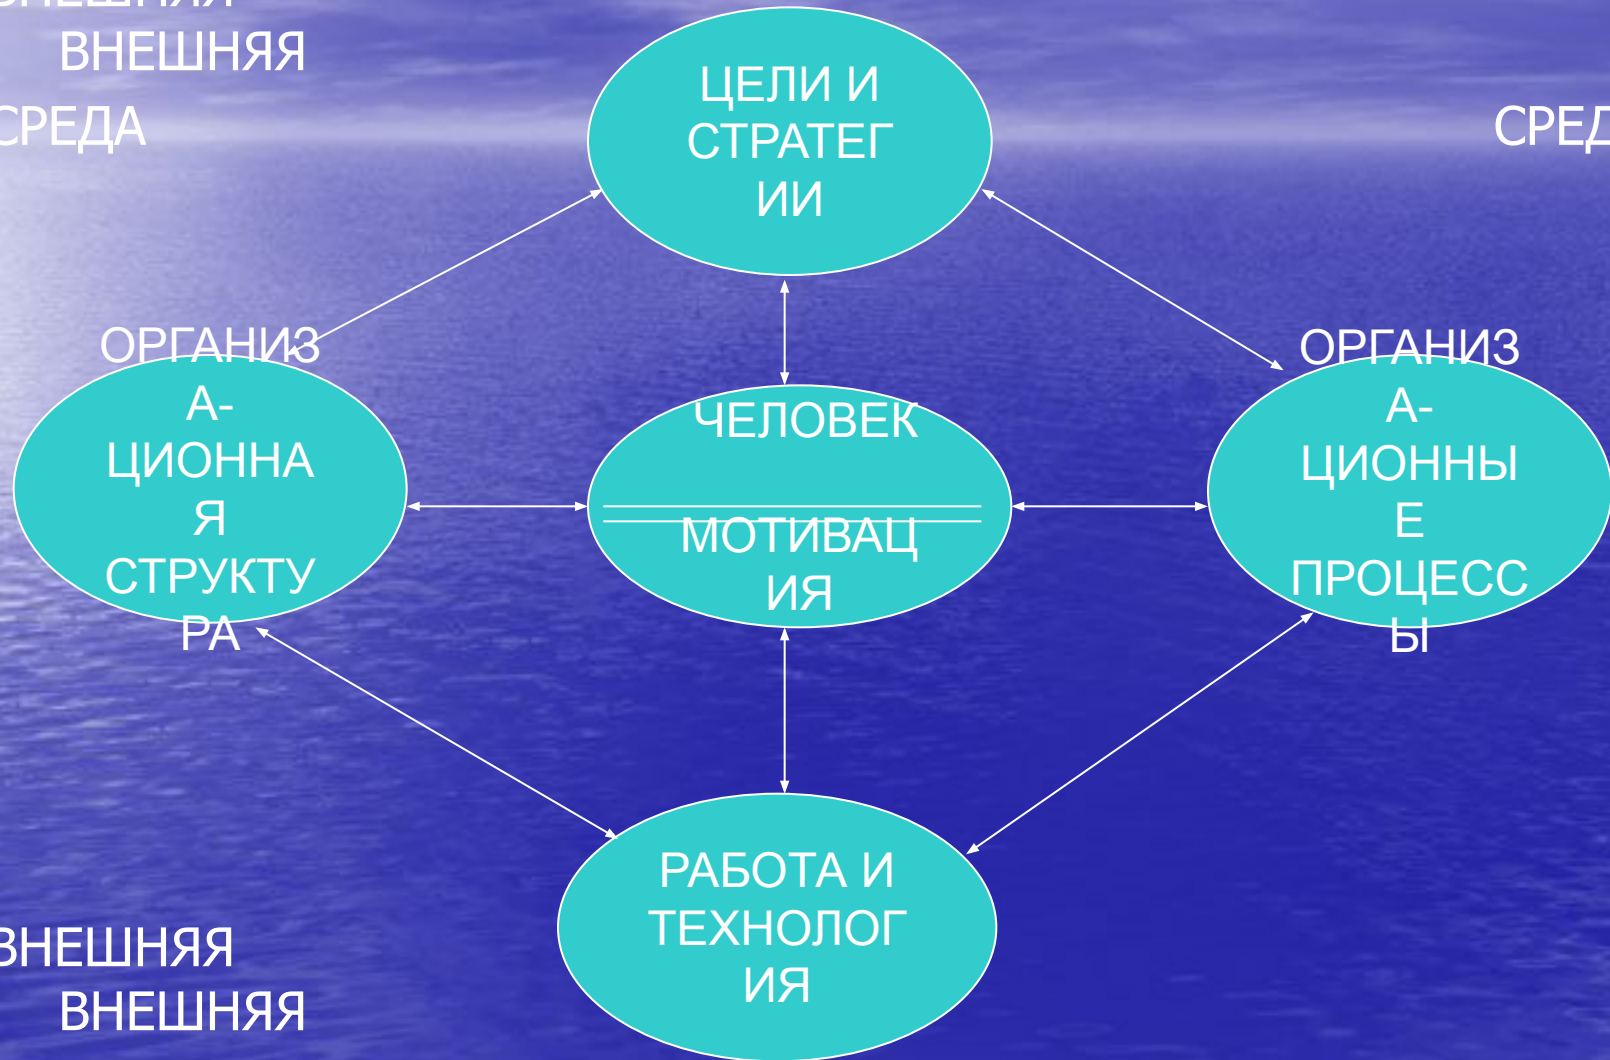 ВНЕШНЯЯ
ВНЕШНЯЯ
СРЕДА
ЦЕЛИ И
СТРАТЕГ
ИИ
ОРГАНИЗ
А-
ЦИОННА
Я
СТРУКТУ
РА
ЧЕЛОВЕК
МОТИВАЦ
ИЯ
ОРГАНИЗ
А-
ЦИОННЫ
Е
ПРОЦЕСС
Ы
РАБОТА И
ТЕХНОЛОГ
ИЯ
ВНЕШНЯЯ
ВНЕШНЯЯ